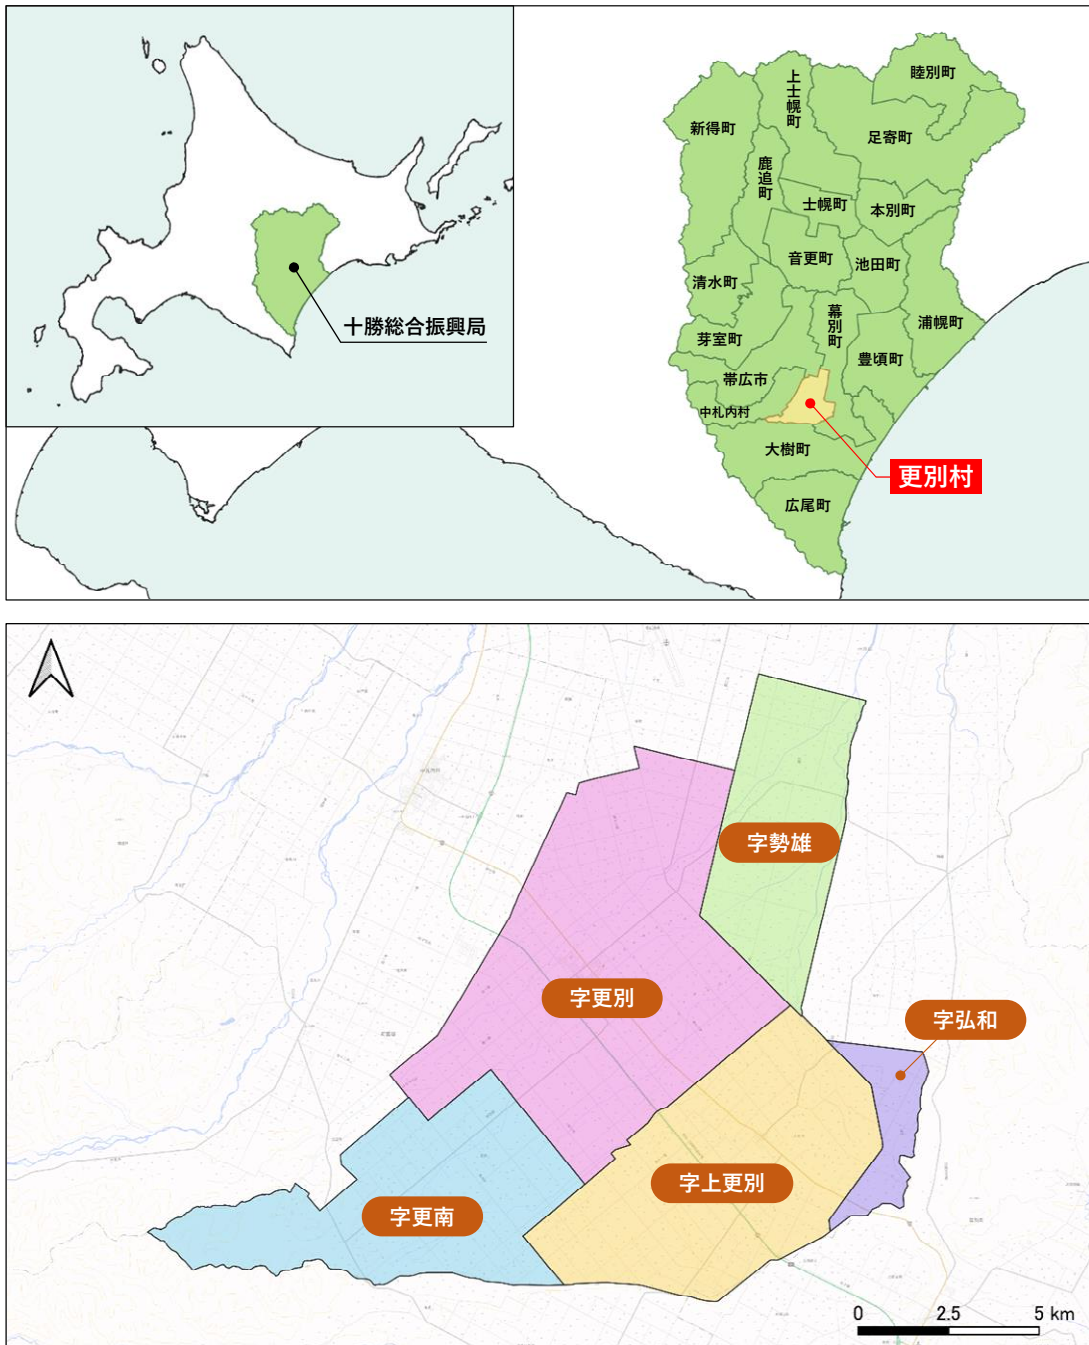 十勝総合振興局
陸別町
上士幌町
新得町
足寄町
鹿追町
士幌町
本別町
音更町
池田町
清水町
幕別町
浦幌町
芽室町
豊頃町
帯広市
中札内村
大樹町
更別村
広尾町
字勢雄
字更別
字弘和
字上更別
字更南
0 2.5 5 km